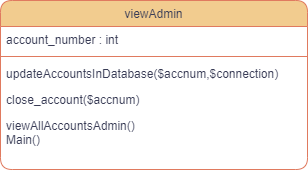 viewAdmin
account_number : int
updateAccountsInDatabase($accnum,$connection)
close_account($accnum)
viewAllAccountsAdmin()
Main()